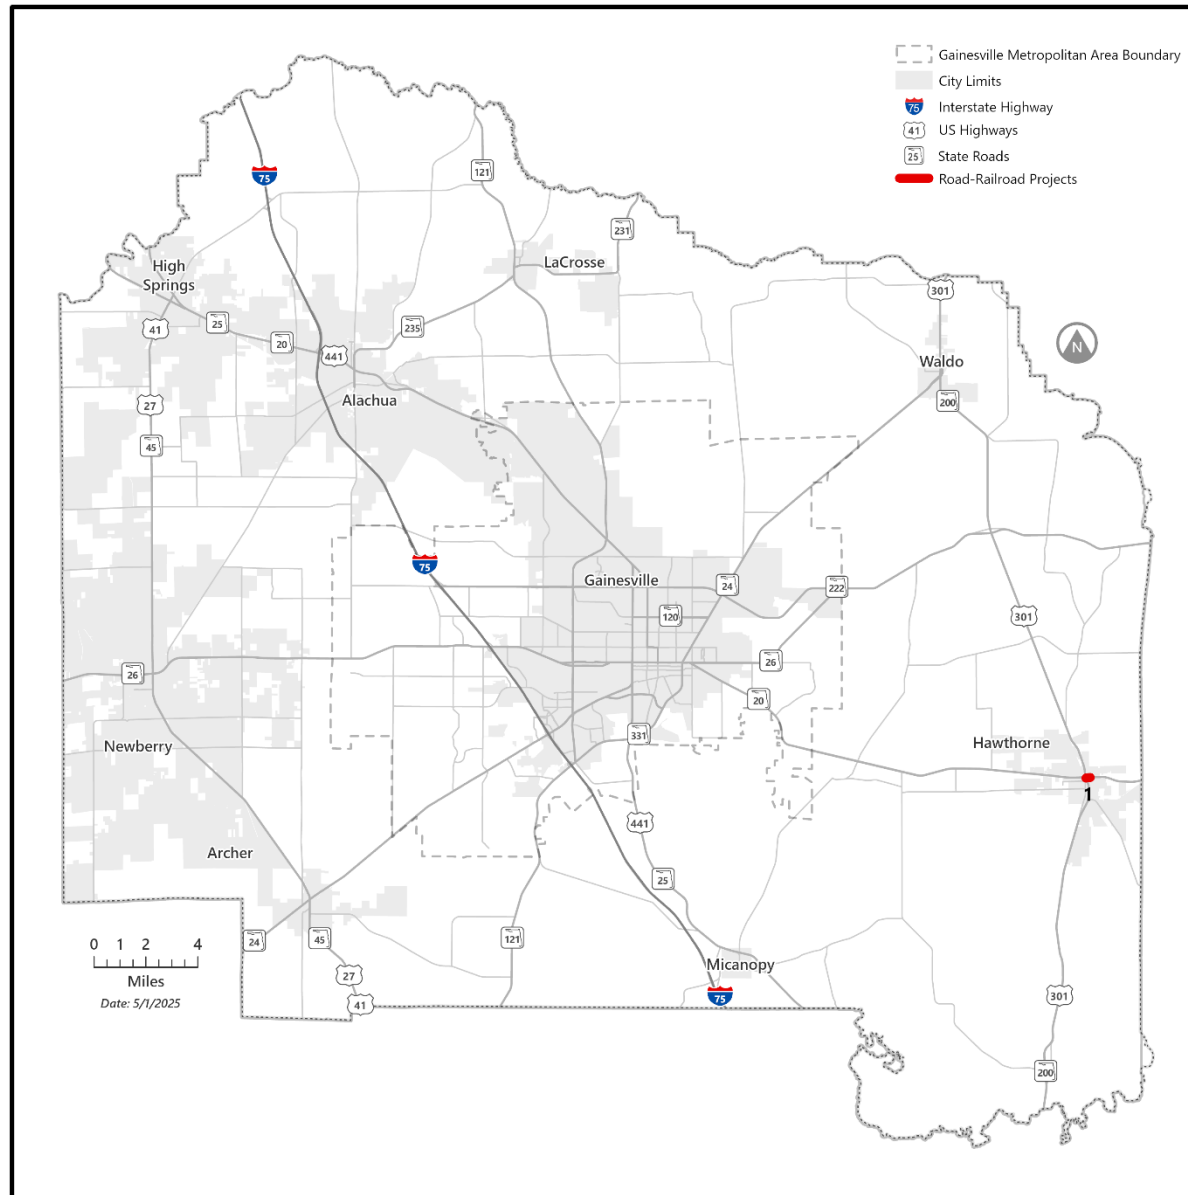 Gainesville Metropolitan Area Boundary
City Limits
75 Interstate Highway
41 US Highways
25 State Roads
Road-Railroad Projects
75
121
231
LaCrosse
High
Springs
301
41
25
20
235
441
N
Waldo
Alachua
27
200
45
75
Gainesville
24
222
120
301
26
26
20
331
Newberry
Hawthorne
1
441
Archer
25
24
45
121
0 1 2 4
Miles
Date: 5/1/2025
Micanopy
27
75
301
41
200